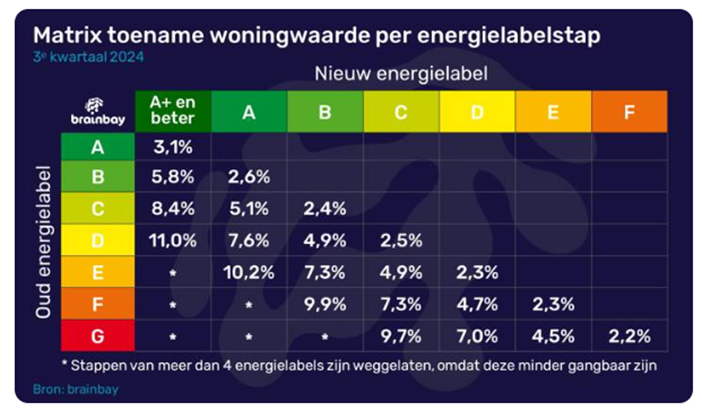 Matrix toename woningwaarde per energielabelstap
3e kwartaal 2024
Nieuw energielabel
brainbay A+ en beter A B C D E F
Oud energielabel
A 3,1%
B 5,8% 2,6%
C 8,4% 5,1% 2,4%
D 11,0% 7,6% 4,9% 2,5%
E * 10,2% 7,3% 4,9% 2,3%
F * * 9,9% 7,3% 4,7% 2,3%
G * * * 9,7% 7,0% 4,5% 2,2%
* Stappen van meer dan 4 energielabels zijn weggelaten, omdat deze minder gangbaar zijn
Bron: brainbay